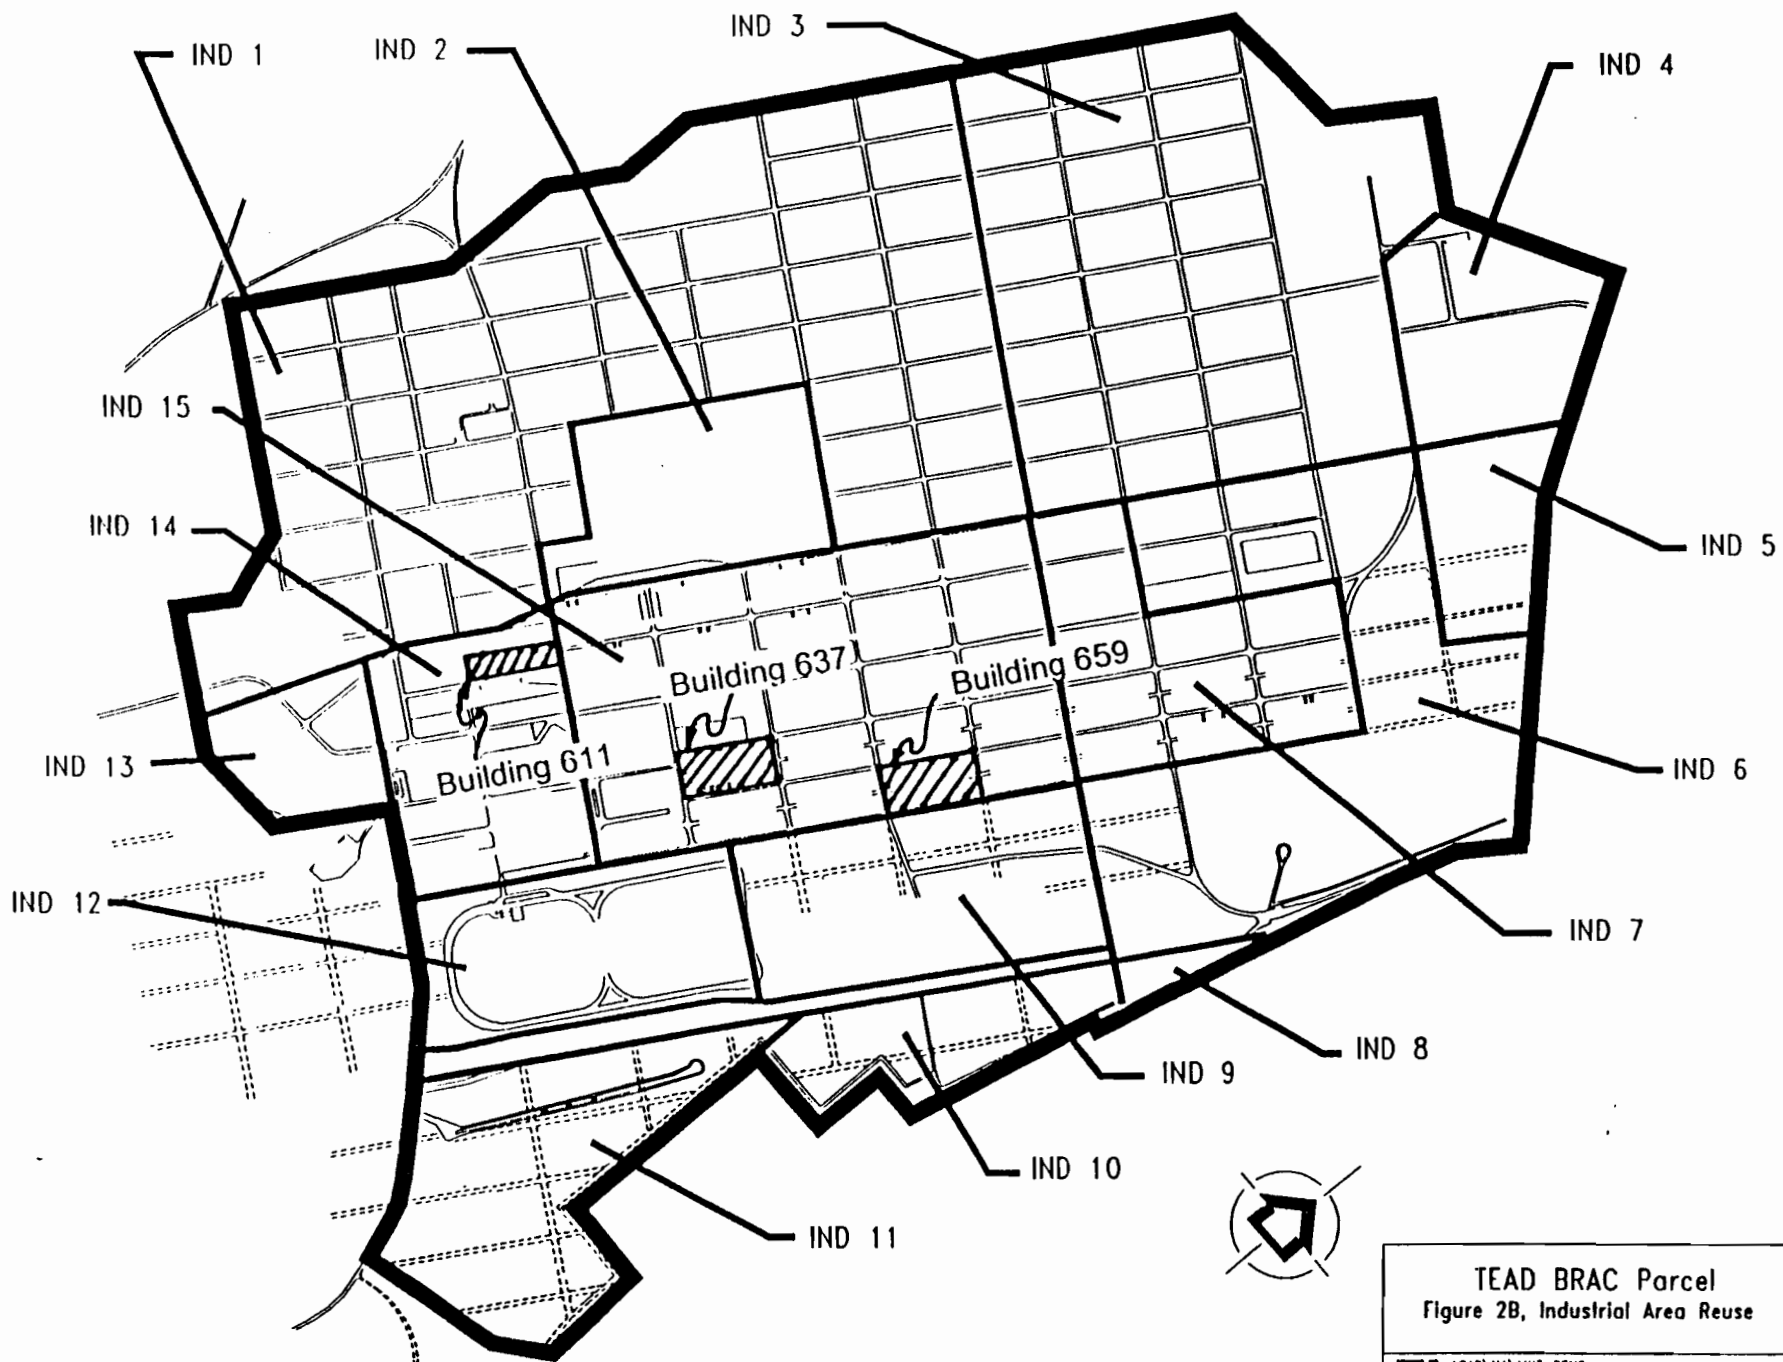 IND 3
IND 1
IND 2
IND 4
IND 15
IND 14
IND 5
Building 637
Building 659
IND 13
Building 611
IND 6
IND 12
IND 7
IND 8
IND 9
IND 10
IND 11
TEAD BRAC Parcel
Figure 2B, Industrial Area Reuse